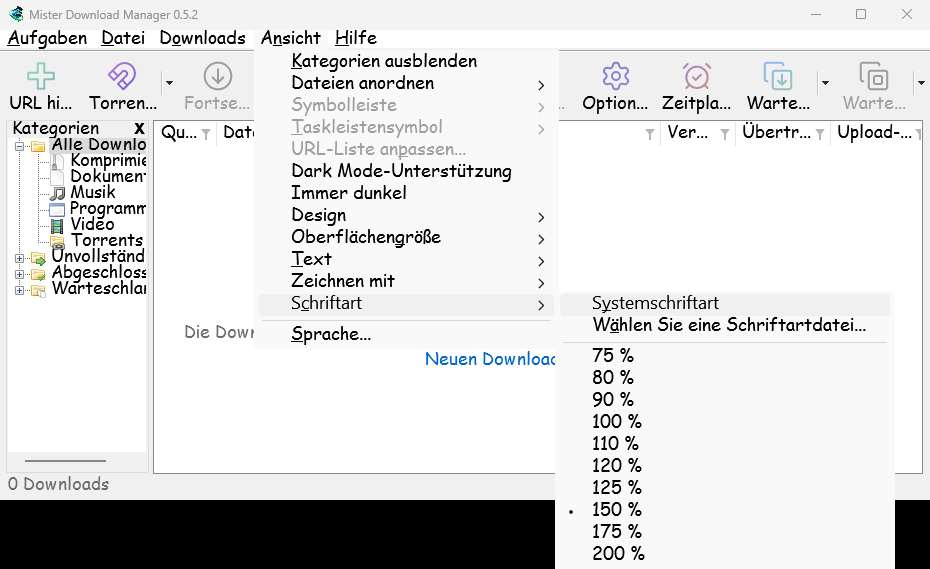 Mister Download Manager 0.5.2
Aufgaben Datei Downloads Ansicht Hilfe
URL hi... Torren... Fortse... Option... Zeitpla... Warte... Warte...
Kategorien X
Alle Downlo
Komprimie
Dokument
Musik
Programm
Video
Torrents
Unvollständ
Abgeschloss
Warteschlan
Qu... Date Ver... Übertr... Upload-...
Kategorien ausblenden
Dateien anordnen
Symbolleiste
Taskleistensymbol
URL-Liste anpassen...
Dark Mode-Unterstützung
Immer dunkel
Design
Oberflächengröße
Text
Zeichnen mit
Schriftart
Sprache...
Systemschriftart
Wählen Sie eine Schriftartdatei...
75 %
80 %
90 %
100 %
110 %
120 %
125 %
150 %
175 %
200 %
Die Down
Neuen Download
0 Downloads